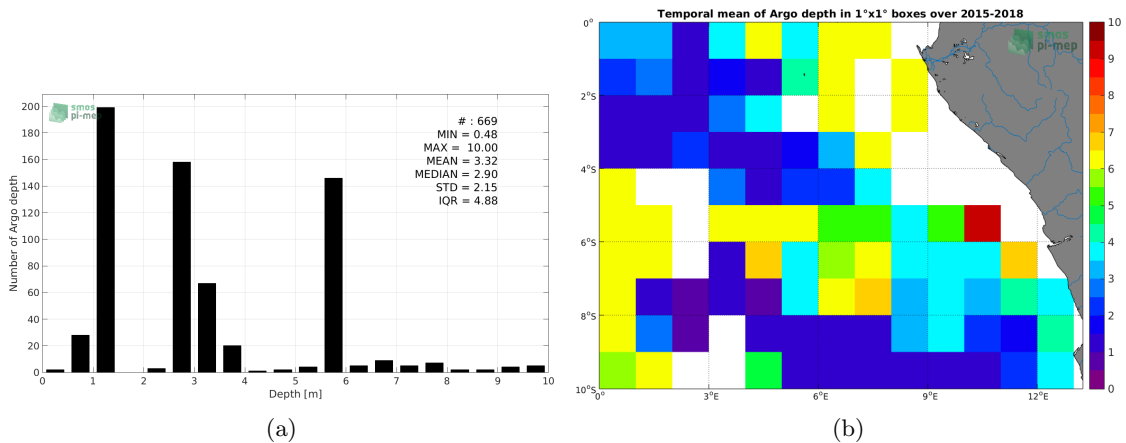 smos
pi-mep
# : 669
MIN = 0.48
MAX = 10.00
MEAN = 3.32
MEDIAN = 2.90
STD = 2.15
IQR = 4.88
Number of Argo depth
200
180
160
140
120
100
80
60
40
20
0
0 1 2 3 4 5 6 7 8 9 10
Depth [m]
(a)
Temporal mean of Argo depth in 1°x1° boxes over 2015-2018
smos
pi-mep
0°
2°S
4°S
6°S
8°S
10°S
0° 3°E 6°E 9°E 12°E
10
9
8
7
6
5
4
3
2
1
0
(b)